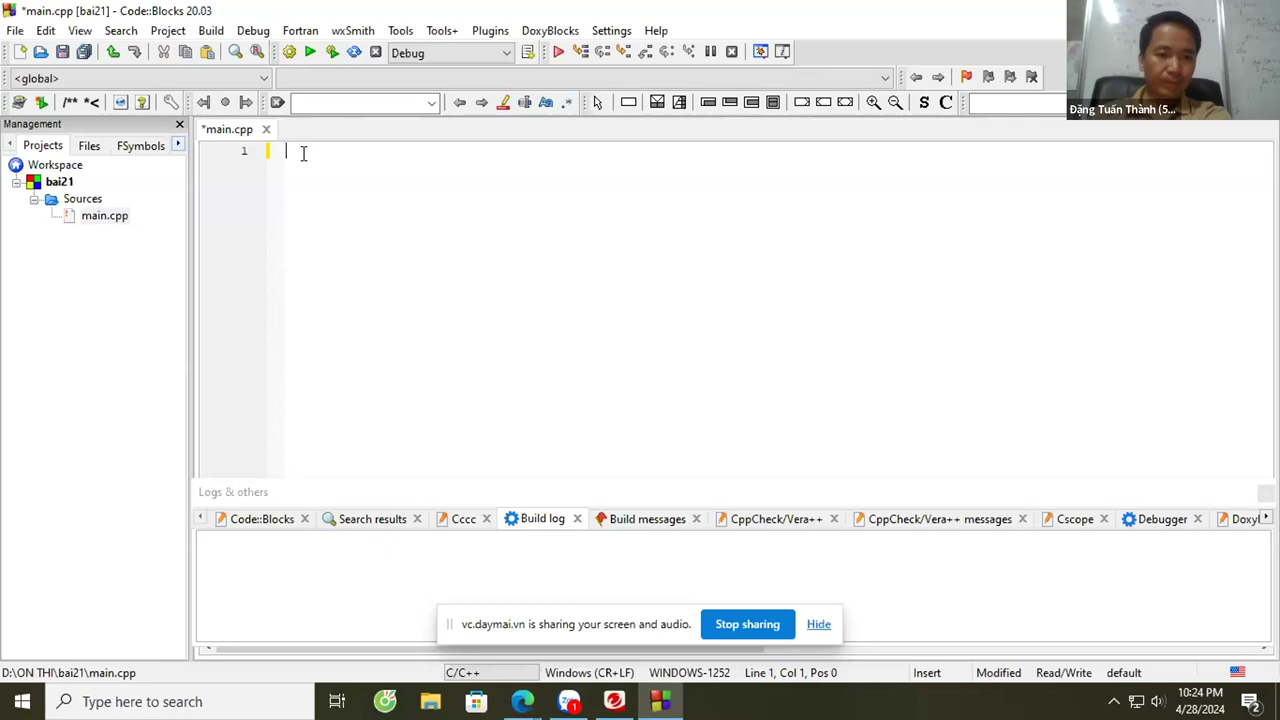 *main.cpp [bai21] - Code::Blocks 20.03
File Edit View Search Project Build Debug Fortran wxSmith Tools Tools+ Plugins DoxyBlocks Settings Help
Debug
<global>
/** *<
Aa .* S C
Đặng Tuấn Thành (5...
Management
*main.cpp
Projects Files FSymbols
1
Workspace
bai21
Sources
main.cpp
Logs & others
Code::Blocks Search results Cccc Build log Build messages CppCheck/Vera++ CppCheck/Vera++ messages Cscope Debugger Doxyl
vc.daymai.vn is sharing your screen and audio. Stop sharing Hide
D:\ON THI\bai21\main.cpp C/C++ Windows (CR+LF) WINDOWS-1252 Line 1, Col 1, Pos 0 Insert Modified Read/Write default
Type here to search
1
10:24 PM
4/28/2024
2